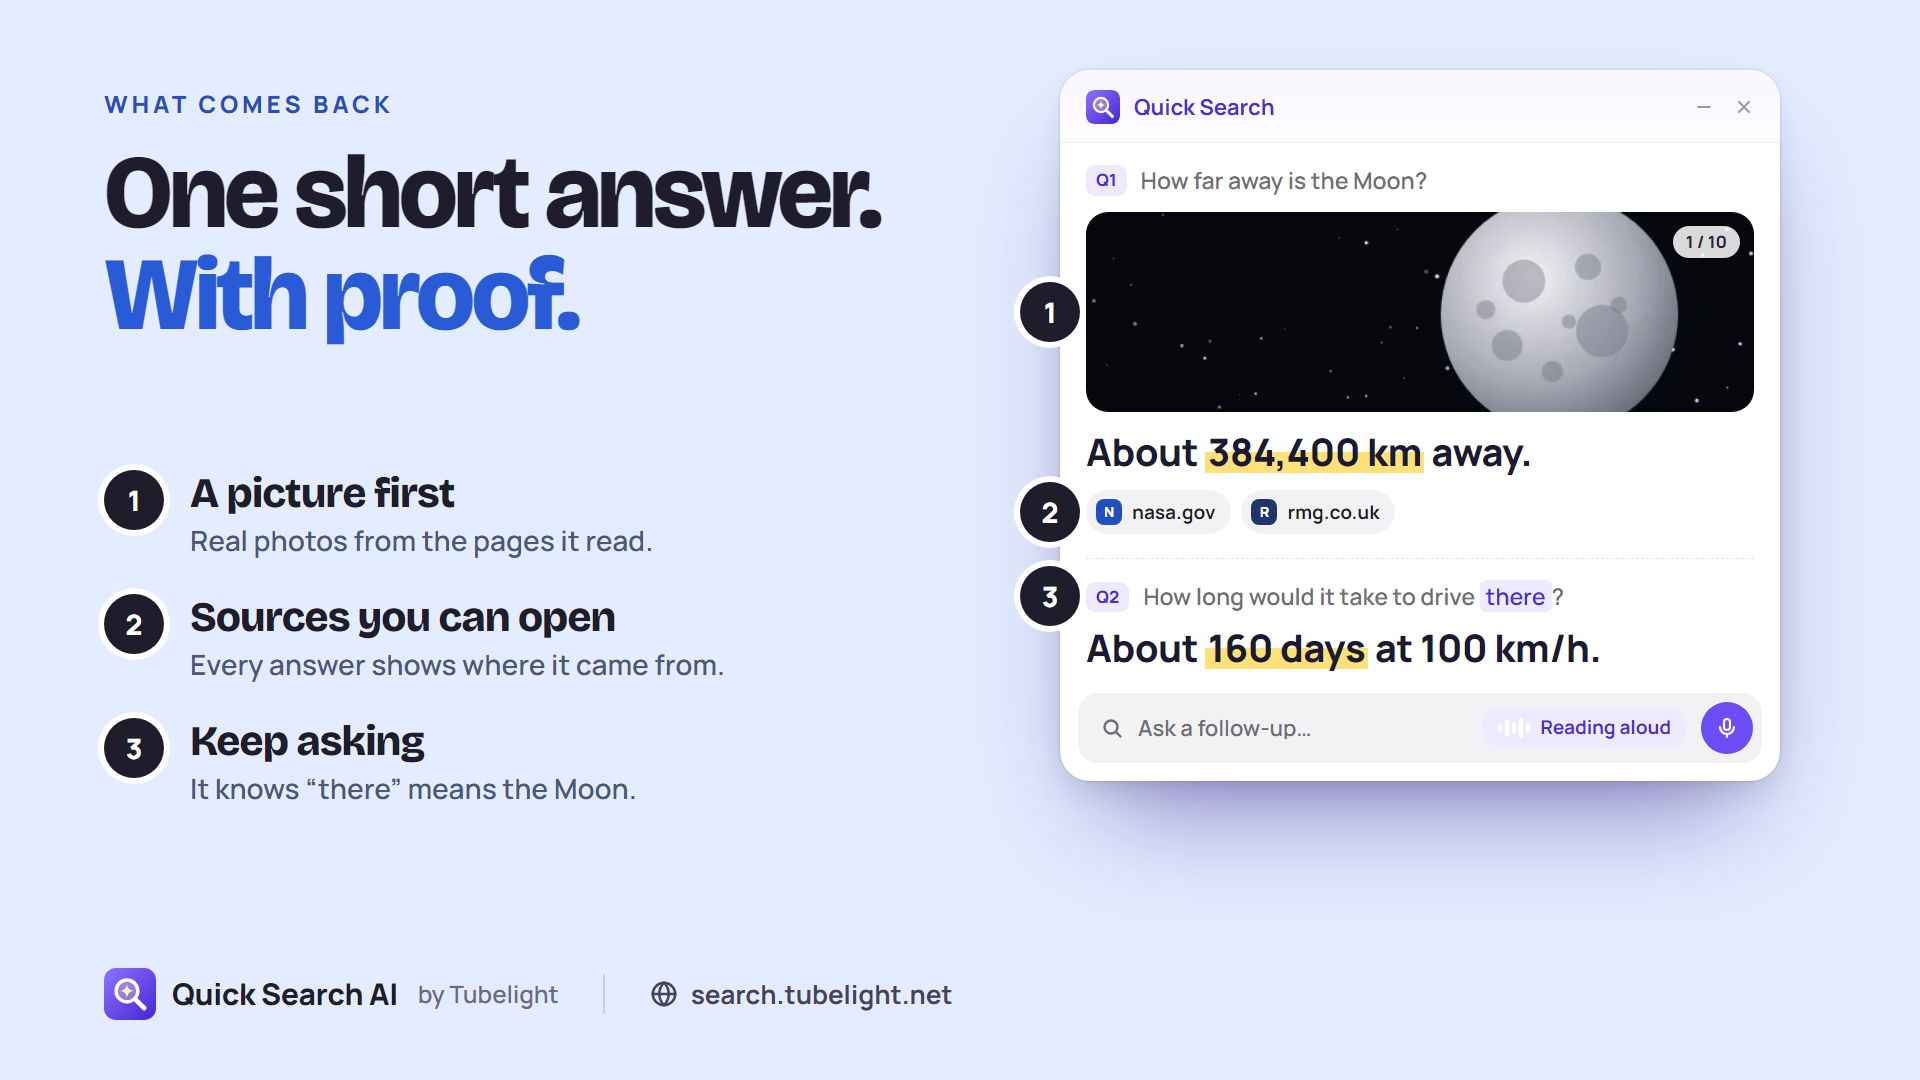 WHAT COMES BACK
One short answer.
With proof.
1 A picture first
Real photos from the pages it read.
2 Sources you can open
Every answer shows where it came from.
3 Keep asking
It knows “there” means the Moon.
Quick Search
Q1 How far away is the Moon?
1 / 10
1
About 384,400 km away.
2 N nasa.gov R rmg.co.uk
3 Q2 How long would it take to drive there?
About 160 days at 100 km/h.
Ask a follow-up... Reading aloud
Quick Search AI by Tubelight search.tubelight.net